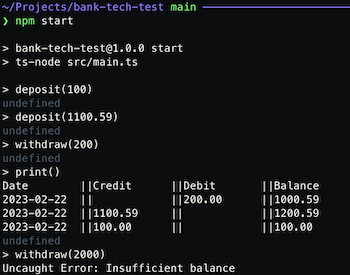 ~/Projects/bank-tech-test main
❯ npm start
> bank-tech-test@1.0.0 start
> ts-node src/main.ts
> deposit(100)
undefined
> deposit(1100.59)
undefined
> withdraw(200)
undefined
> print()
Date       ||Credit     ||Debit      ||Balance
2023-02-22 ||           ||200.00     ||1000.59
2023-02-22 ||1100.59    ||           ||1200.59
2023-02-22 ||100.00     ||           ||100.00
undefined
> withdraw(2000)
Uncaught Error: Insufficient balance